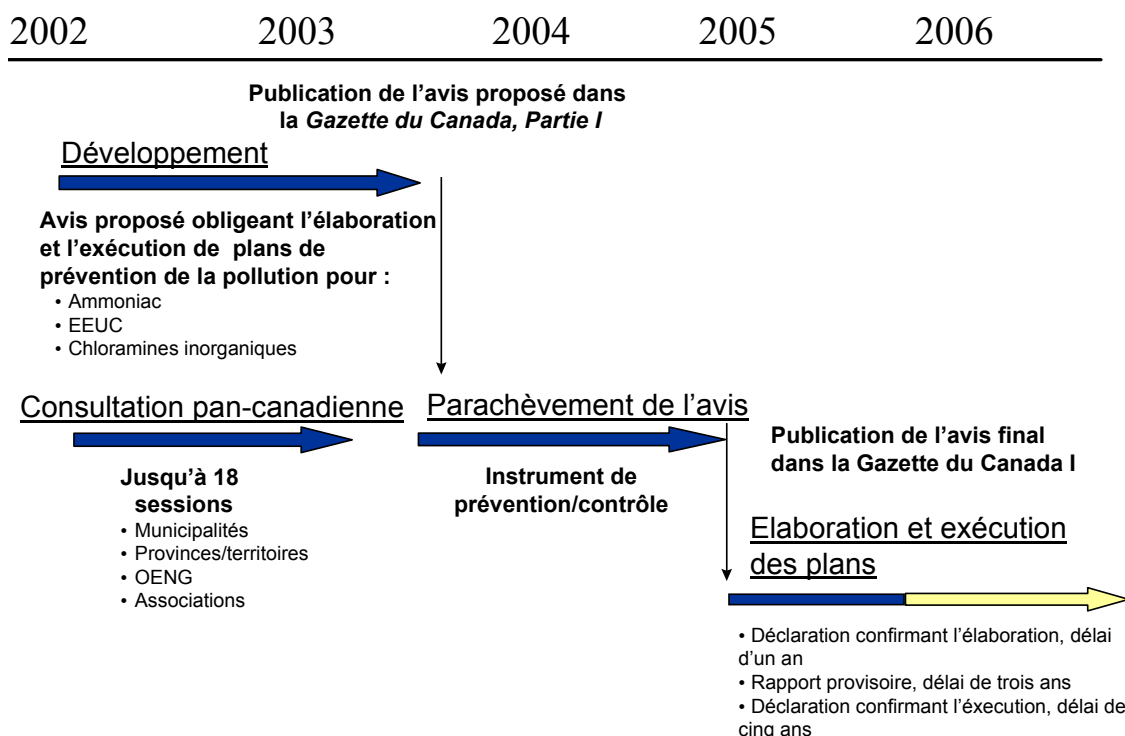 2002 2003 2004 2005 2006
Publication de l'avis proposé dans
la Gazette du Canada, Partie I
Développement
Avis proposé obligeant l'élaboration
et l'exécution de plans de
prévention de la pollution pour :
• Ammoniac
• EEUC
• Chloramines inorganiques
Consultation pan-canadienne
Jusqu'à 18
sessions
• Municipalités
• Provinces/territoires
• OENG
• Associations
Parachèvement de l'avis
Instrument de
prévention/contrôle
Publication de l'avis final
dans la Gazette du Canada I
Elaboration et exécution
des plans
• Déclaration confirmant l'élaboration, délai
d'un an
• Rapport provisoire, délai de trois ans
• Déclaration confirmant l'éxecution, délai de
cinq ans